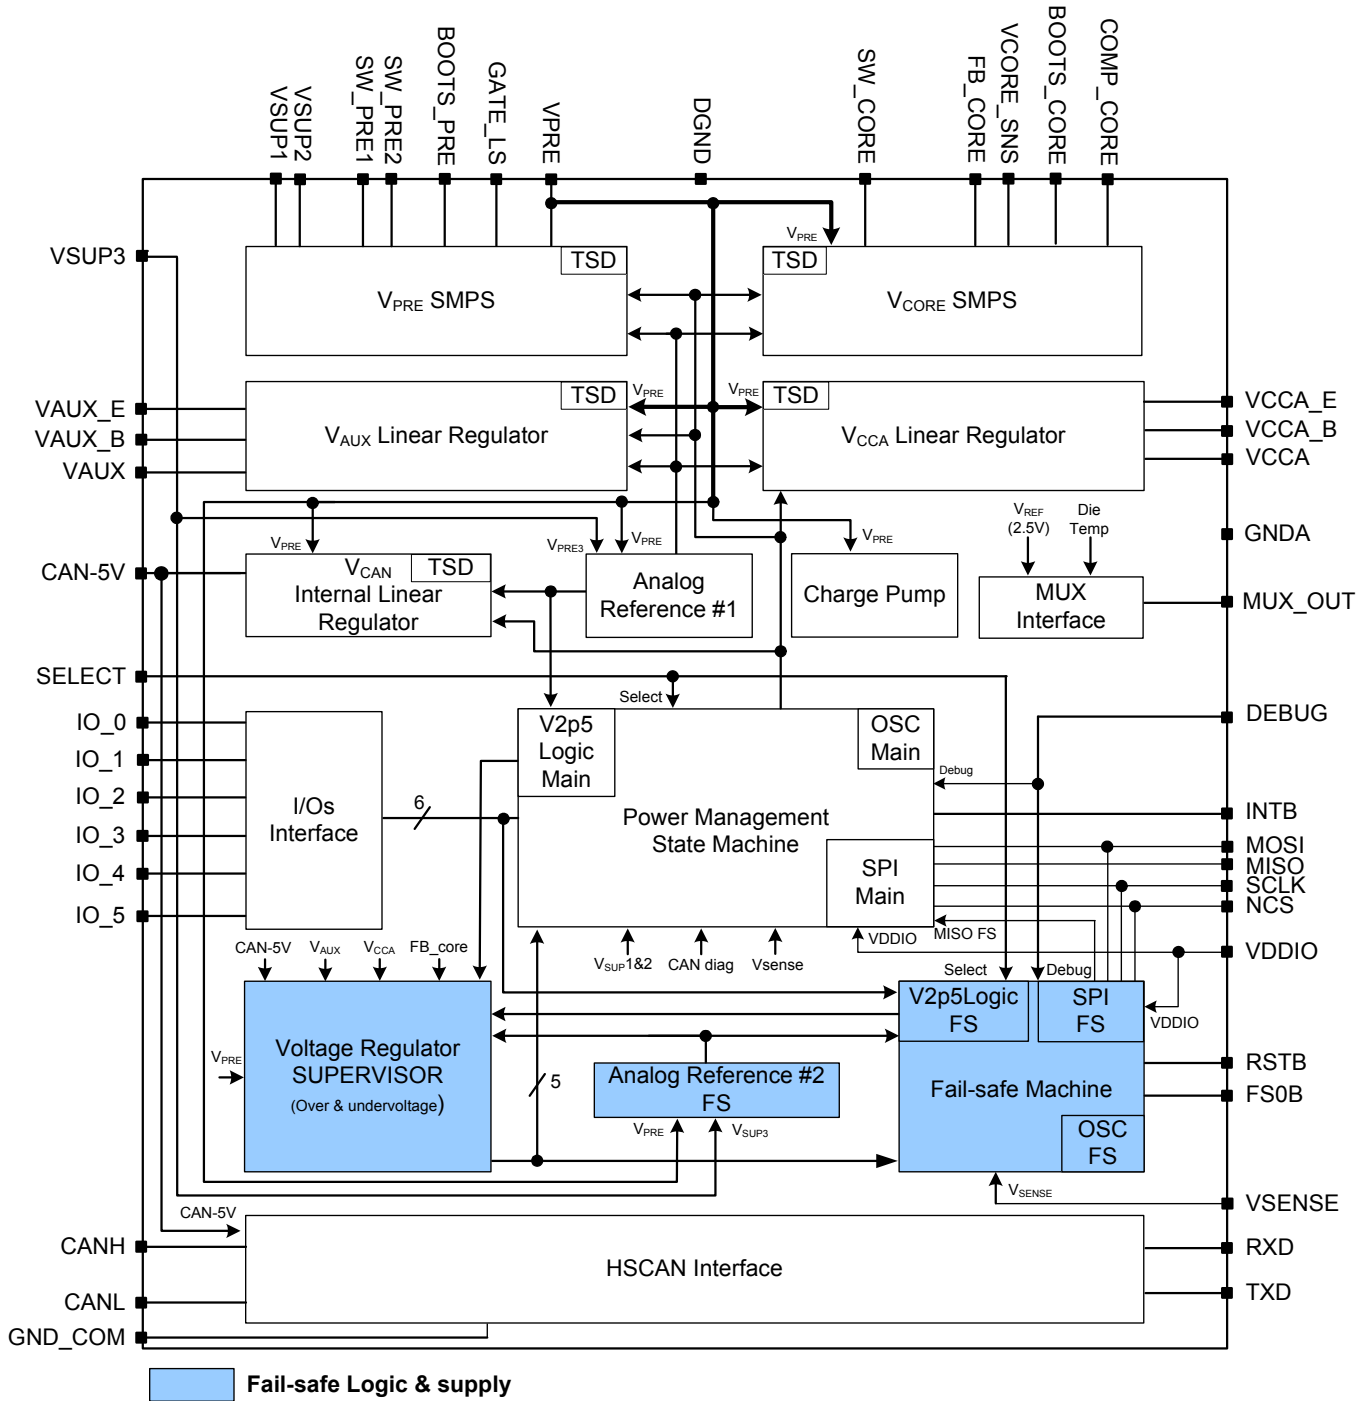 VSUP1
VSUP2
SW_PRE1
SW_PRE2
BOOTS_PRE
GATE_LS
VPRE
DGND
SW_CORE
FB_CORE
VCORE_SNS
BOOTS_CORE
COMP_CORE
VSUP3
TSD
VPRE SMPS
VPRE
TSD
VCORE SMPS
VAUX_E
VAUX_B
VAUX
TSD
VAUX Linear Regulator
VPRE
VPRE
TSD
VCCA Linear Regulator
VCCA_E
VCCA_B
VCCA
VREF
(2.5V)
Die
Temp
GNDA
VPRE
VPRE3
VPRE
VPRE
CAN-5V
VCAN
TSD
Internal Linear
Regulator
Analog
Reference #1
Charge Pump
MUX
Interface
MUX_OUT
SELECT
Select
IO_0
IO_1
IO_2
IO_3
IO_4
IO_5
I/Os
Interface
6
V2p5
Logic
Main
OSC
Main
Power Management
State Machine
SPI
Main
Debug
DEBUG
INTB
MOSI
MISO
SCLK
NCS
VDDIO
MISO FS
VDDIO
CAN-5V
VAUX
VCCA
FB_core
VSUP1&2
CAN diag
Vsense
Select
Debug
V2p5Logic
FS
SPI
FS
VDDIO
VPRE
Voltage Regulator
SUPERVISOR
(Over & undervoltage)
5
Analog Reference #2
FS
VPRE
VSUP3
Fail-safe Machine
OSC
FS
RSTB
FS0B
VSENSE
VSENSE
CAN-5V
CANH
CANL
GND_COM
HSCAN Interface
RXD
TXD
Fail-safe Logic & supply